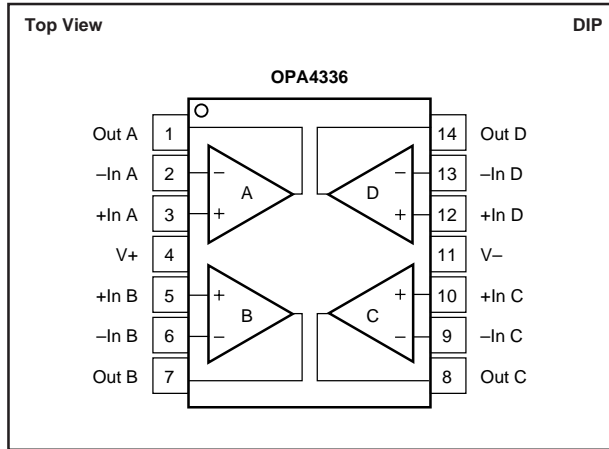 Top View DIP
OPA4336
Out A 1 14 Out D
–In A 2 – – 13 –In D
A D
+In A 3 + + 12 +In D
V+ 4 11 V–
+In B 5 + + 10 +In C
B C
–In B 6 – – 9 –In C
Out B 7 8 Out C